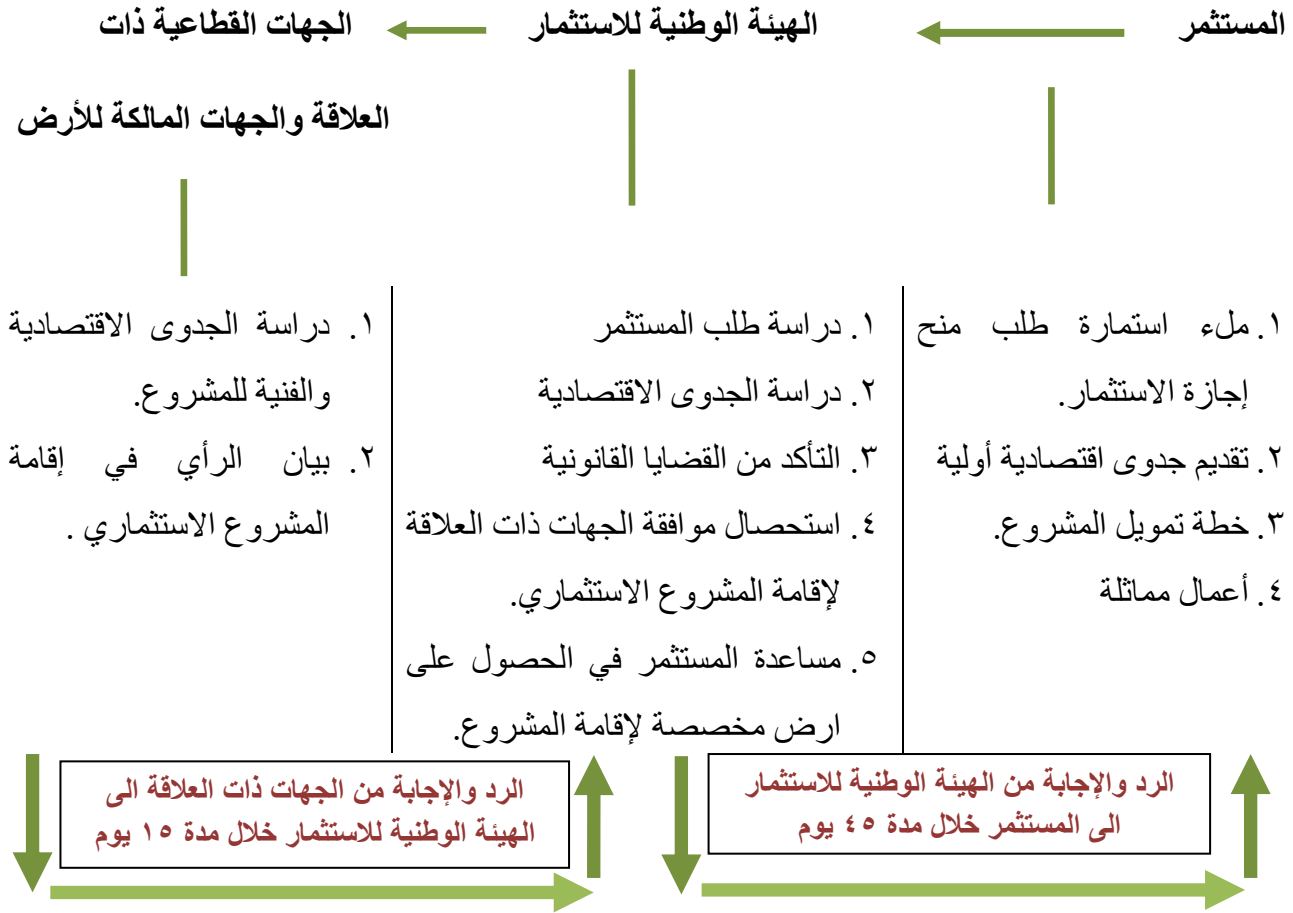 المستثمر
الهيئة الوطنية للاستثمار
الجهات القطاعية ذات
العلاقة والجهات المالكة للأرض
١. ملء استمارة طلب منح
إجازة الاستثمار.
٢. تقديم جدوى اقتصادية أولية
٣. خطة تمويل المشروع.
٤. أعمال مماثلة
١. دراسة طلب المستثمر
٢. دراسة الجدوى الاقتصادية
٣. التأكد من القضايا القانونية
٤. استحصال موافقة الجهات ذات العلاقة
لإقامة المشروع الاستثماري.
٥. مساعدة المستثمر في الحصول على
ارض مخصصة لإقامة المشروع.
١. دراسة الجدوى الاقتصادية
والفنية للمشروع.
٢. بيان الرأي في إقامة
المشروع الاستثماري .
الرد والإجابة من الهيئة الوطنية للاستثمار
الى المستثمر خلال مدة ٤٥ يوم
الرد والإجابة من الجهات ذات العلاقة الى
الهيئة الوطنية للاستثمار خلال مدة ١٥ يوم